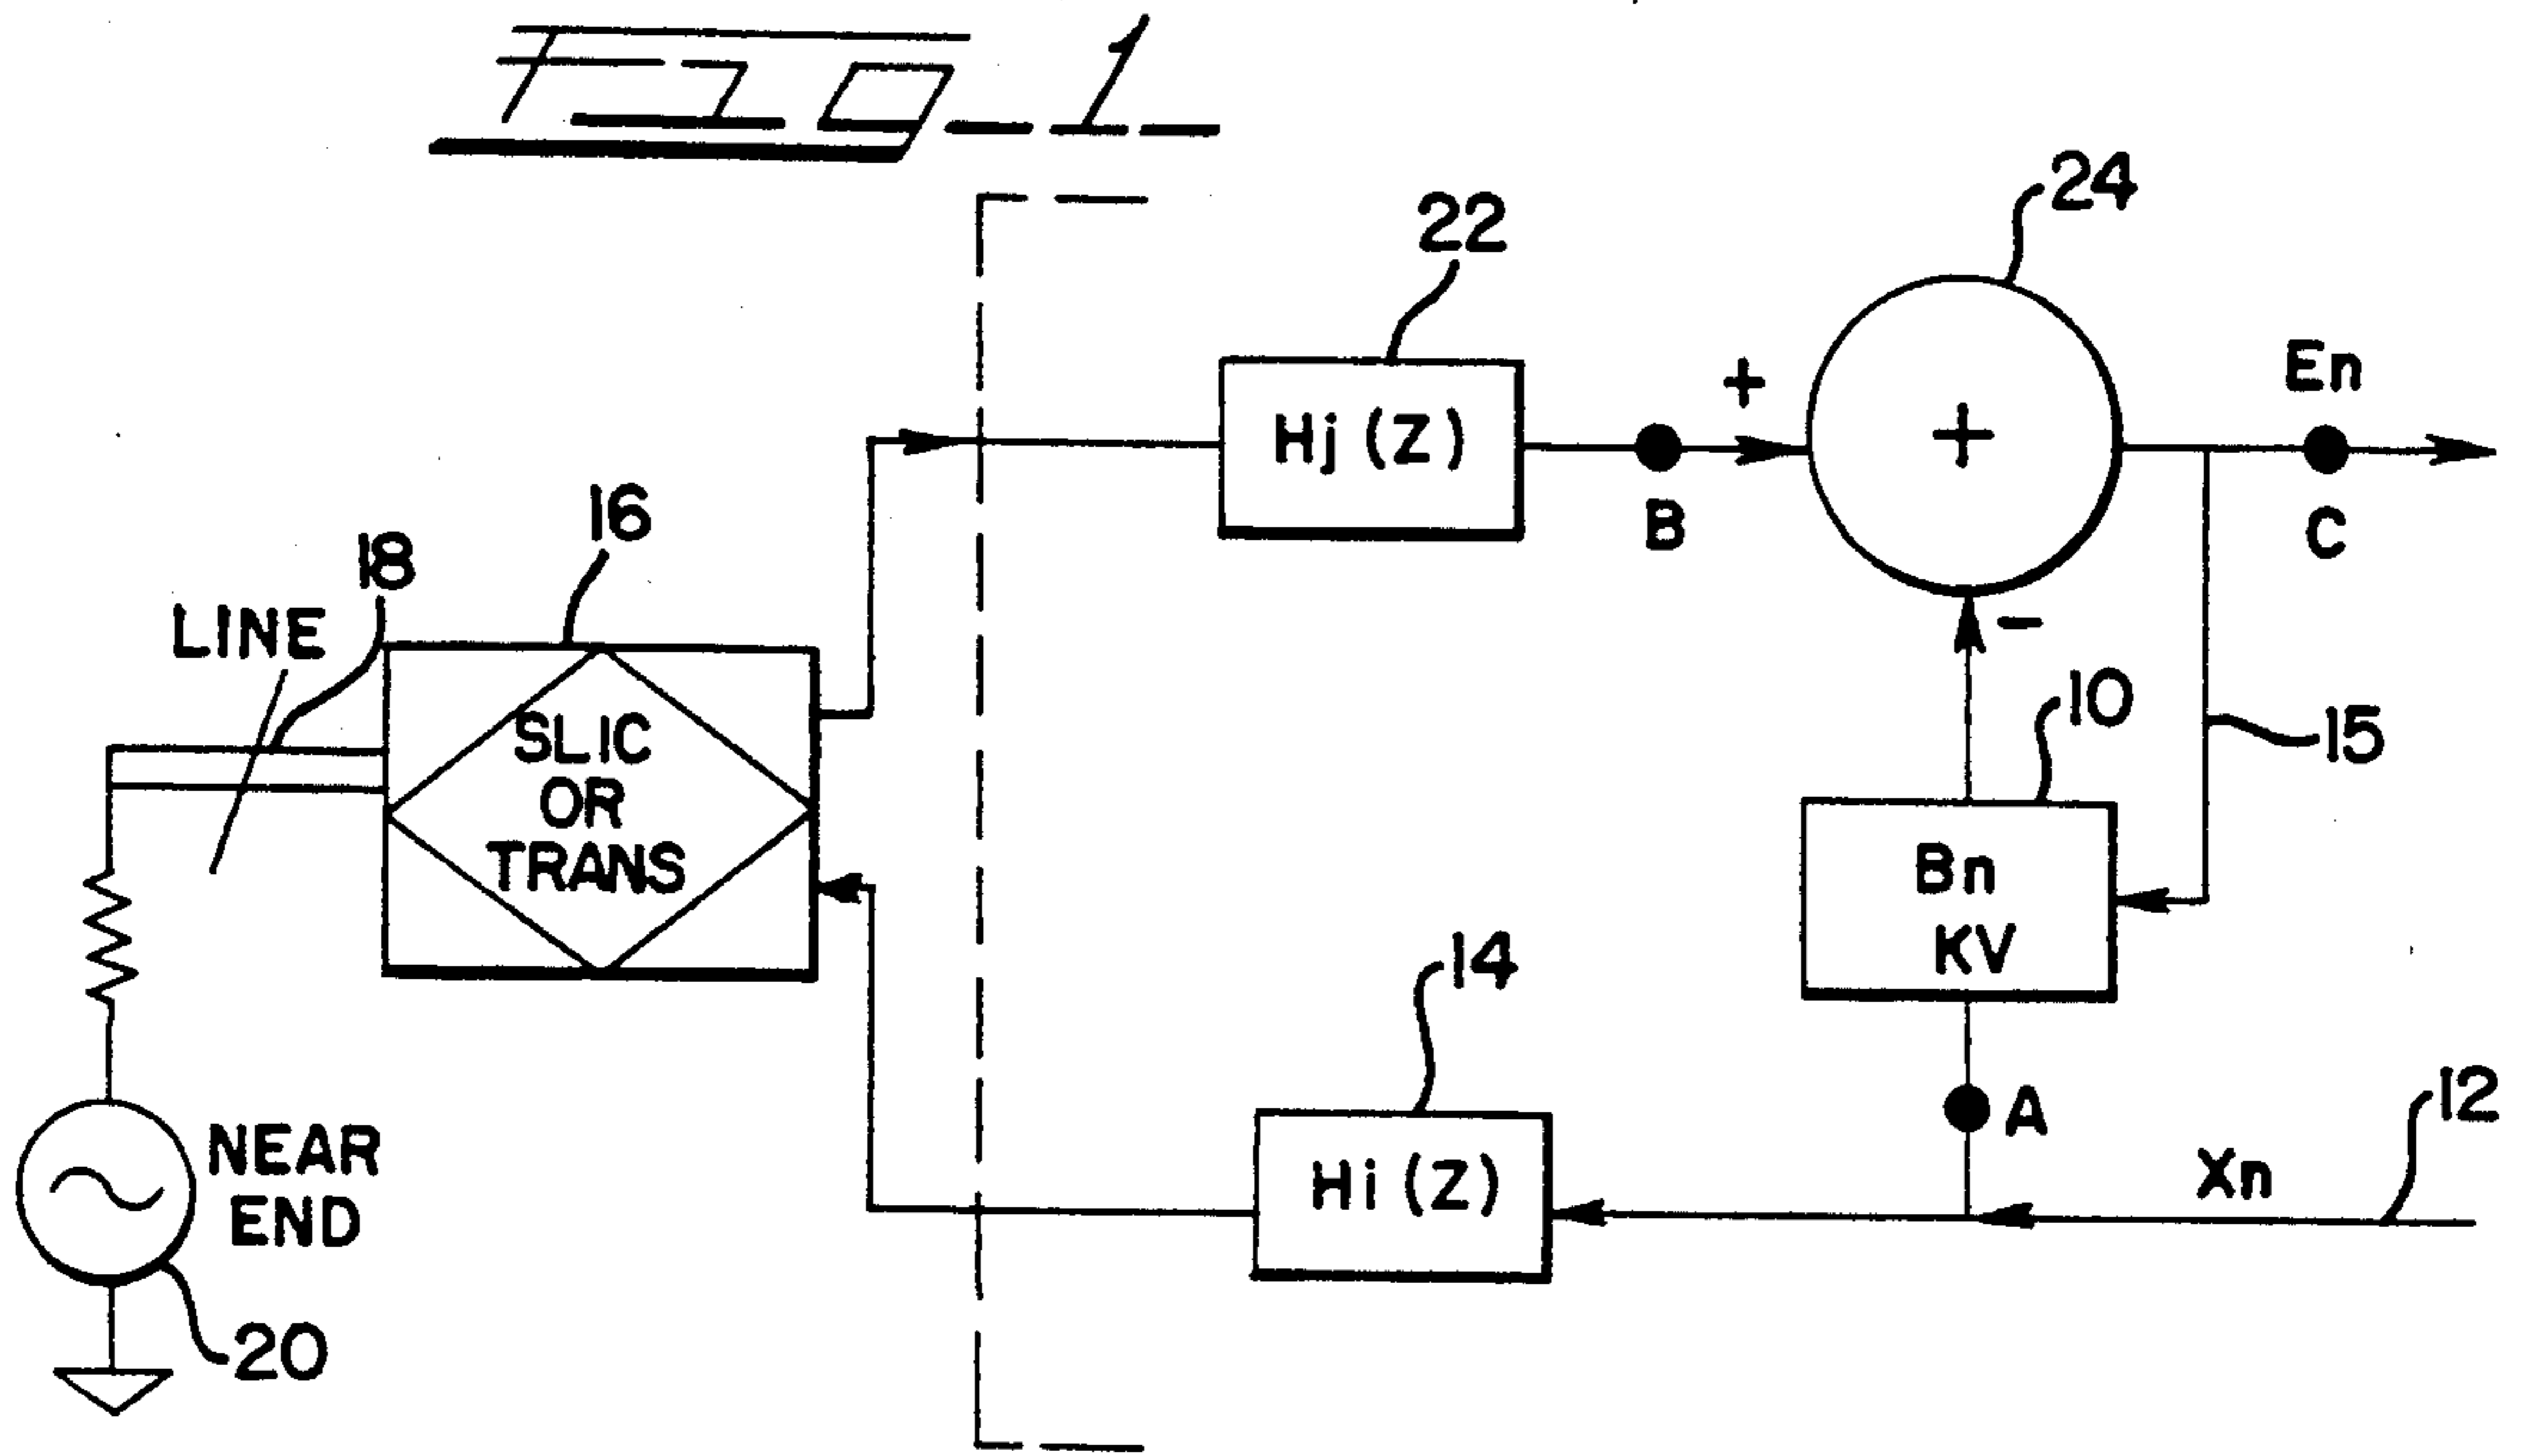 FIG_1
24
22
+
En
Hj (Z)
+
B
C
16
18
LINE
-
10
15
SLIC
OR
TRANS
Bn
KV
14
A
12
Xn
Hi (Z)
NEAR
END
20